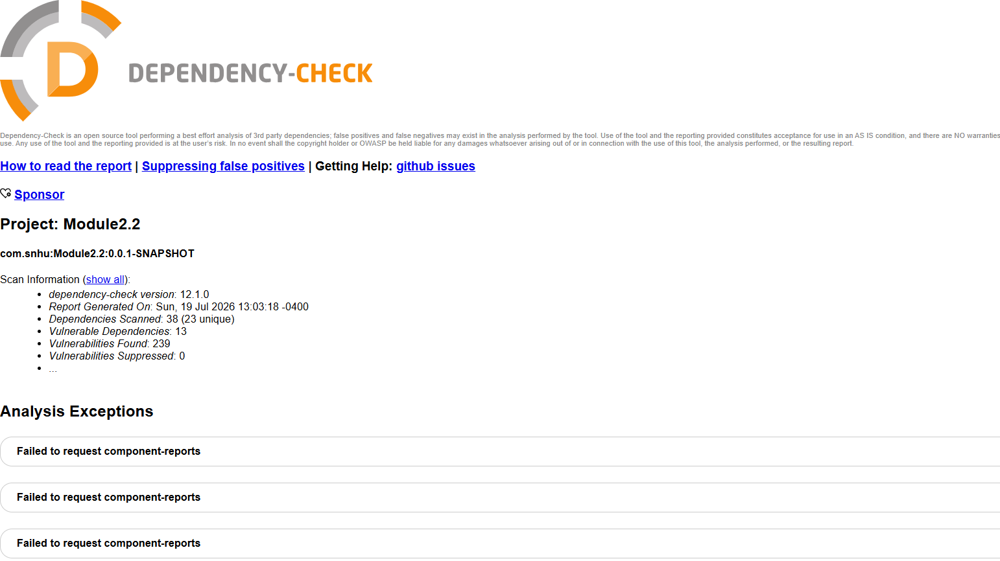 DEPENDENCY-CHECK
Dependency-Check is an open source tool performing a best effort analysis of 3rd party dependencies; false positives and false negatives may exist in the analysis performed by the tool. Use of the tool and the reporting provided constitutes acceptance for use in an AS IS condition, and there are NO warranties
use. Any use of the tool and the reporting provided is at the user's risk. In no event shall the copyright holder or OWASP be held liable for any damages whatsoever arising out of or in connection with the use of this tool, the analysis performed, or the resulting report.
How to read the report | Suppressing false positives | Getting Help: github issues
Sponsor
Project: Module2.2
com.snhu:Module2.2:0.0.1-SNAPSHOT
Scan Information (show all):
• dependency-check version: 12.1.0
• Report Generated On: Sun, 19 Jul 2026 13:03:18 -0400
• Dependencies Scanned: 38 (23 unique)
• Vulnerable Dependencies: 13
• Vulnerabilities Found: 239
• Vulnerabilities Suppressed: 0
• ...
Analysis Exceptions
Failed to request component-reports
Failed to request component-reports
Failed to request component-reports